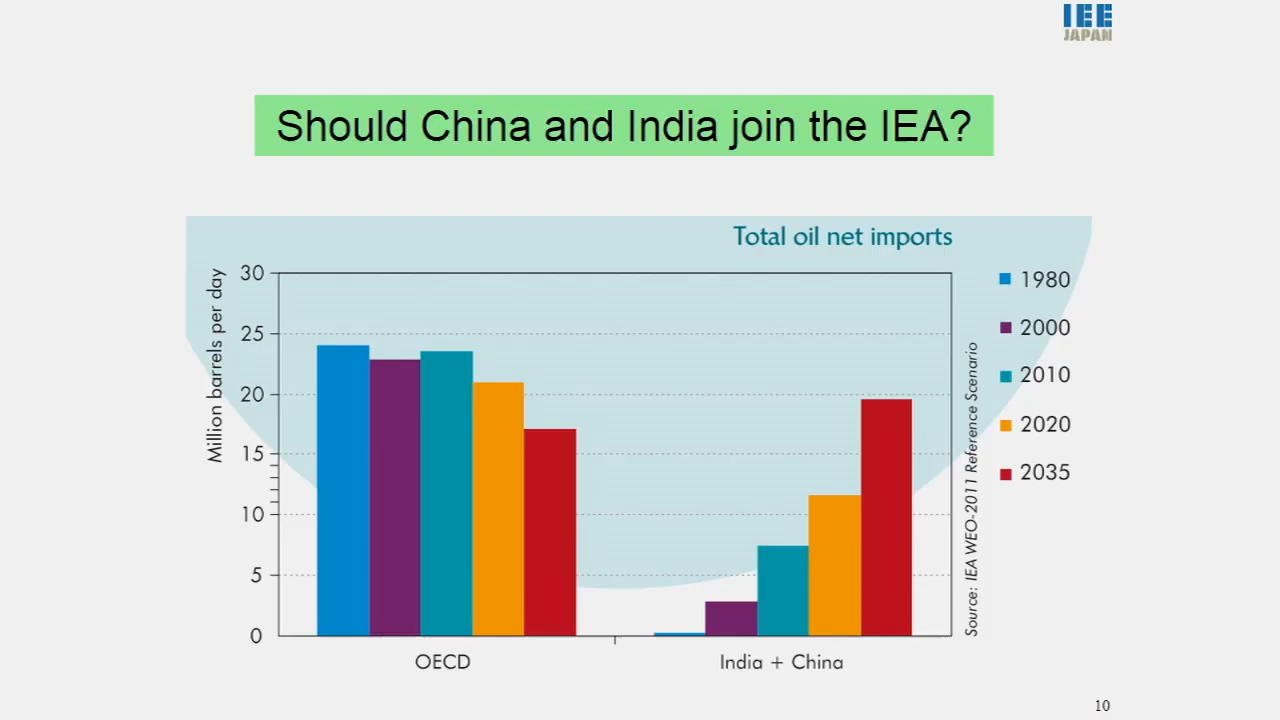 IEE
JAPAN
Should China and India join the IEA?
Total oil net imports
Million barrels per day
30
25
20
15
10
5
0
OECD
India + China
1980
2000
2010
2020
2035
Source: IEA WEO-2011 Reference Scenario
10